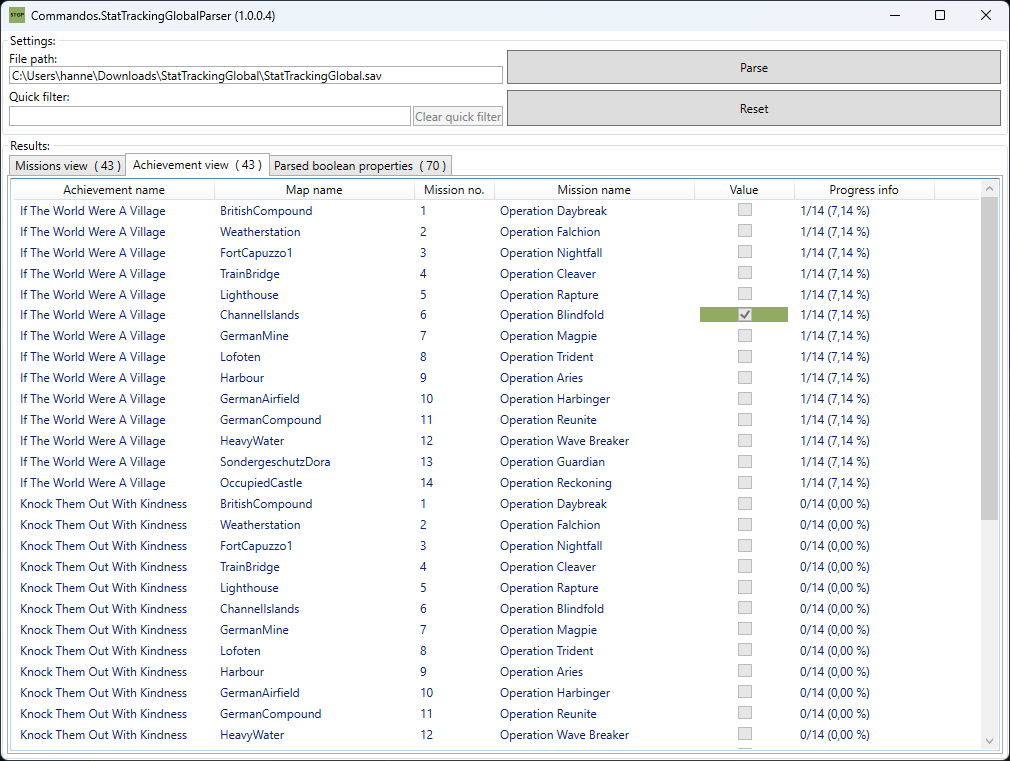 STOP Commandos.StatTrackingGlobalParser (1.0.0.4)
Settings:
File path:
C:\Users\hanne\Downloads\StatTrackingGlobal\StatTrackingGlobal.sav
Parse
Quick filter:
Clear quick filter
Reset
Results:
Missions view ( 43 ) Achievement view ( 43 ) Parsed boolean properties ( 70 )
Achievement name Map name Mission no. Mission name Value Progress info
If The World Were A Village BritishCompound 1 Operation Daybreak 1/14 (7,14 %)
If The World Were A Village Weatherstation 2 Operation Falchion 1/14 (7,14 %)
If The World Were A Village FortCapuzzo1 3 Operation Nightfall 1/14 (7,14 %)
If The World Were A Village TrainBridge 4 Operation Cleaver 1/14 (7,14 %)
If The World Were A Village Lighthouse 5 Operation Rapture 1/14 (7,14 %)
If The World Were A Village ChannelIslands 6 Operation Blindfold 1/14 (7,14 %)
If The World Were A Village GermanMine 7 Operation Magpie 1/14 (7,14 %)
If The World Were A Village Lofoten 8 Operation Trident 1/14 (7,14 %)
If The World Were A Village Harbour 9 Operation Aries 1/14 (7,14 %)
If The World Were A Village GermanAirfield 10 Operation Harbinger 1/14 (7,14 %)
If The World Were A Village GermanCompound 11 Operation Reunite 1/14 (7,14 %)
If The World Were A Village HeavyWater 12 Operation Wave Breaker 1/14 (7,14 %)
If The World Were A Village SondergeschutzDora 13 Operation Guardian 1/14 (7,14 %)
If The World Were A Village OccupiedCastle 14 Operation Reckoning 1/14 (7,14 %)
Knock Them Out With Kindness BritishCompound 1 Operation Daybreak 0/14 (0,00 %)
Knock Them Out With Kindness Weatherstation 2 Operation Falchion 0/14 (0,00 %)
Knock Them Out With Kindness FortCapuzzo1 3 Operation Nightfall 0/14 (0,00 %)
Knock Them Out With Kindness TrainBridge 4 Operation Cleaver 0/14 (0,00 %)
Knock Them Out With Kindness Lighthouse 5 Operation Rapture 0/14 (0,00 %)
Knock Them Out With Kindness ChannelIslands 6 Operation Blindfold 0/14 (0,00 %)
Knock Them Out With Kindness GermanMine 7 Operation Magpie 0/14 (0,00 %)
Knock Them Out With Kindness Lofoten 8 Operation Trident 0/14 (0,00 %)
Knock Them Out With Kindness Harbour 9 Operation Aries 0/14 (0,00 %)
Knock Them Out With Kindness GermanAirfield 10 Operation Harbinger 0/14 (0,00 %)
Knock Them Out With Kindness GermanCompound 11 Operation Reunite 0/14 (0,00 %)
Knock Them Out With Kindness HeavyWater 12 Operation Wave Breaker 0/14 (0,00 %)